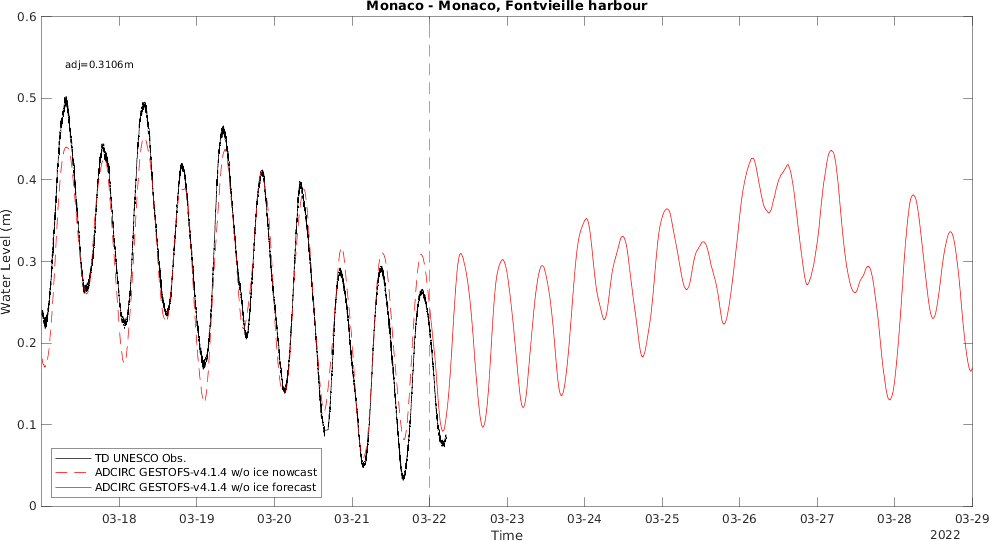 Monaco - Monaco, Fontvieille harbour
adj=0.3106m
Water Level (m)
0.6
0.5
0.4
0.3
0.2
0.1
0
TD UNESCO Obs.
ADCIRC GESTOFS-v4.1.4 w/o ice nowcast
ADCIRC GESTOFS-v4.1.4 w/o ice forecast
03-18 03-19 03-20 03-21 03-22 03-23 03-24 03-25 03-26 03-27 03-28 03-29
Time
2022